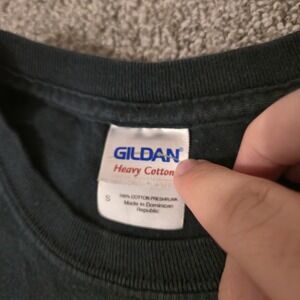 GILDAN®
Heavy Cotton
S
100% COTTON PRESHRUNK
Made in Dominican
Republic